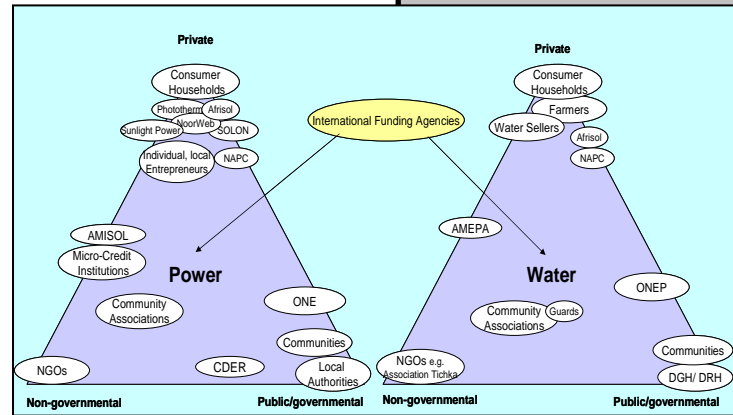 Private
Consumer
Households
Phototherm
Afrisol
NoorWeb
Sunlight Power
SOLON
Individual, local
Entrepreneurs
NAPC
AMISOL
Micro-Credit
Institutions
Power
Community
Associations
ONE
Communities
NGOs
CDER
Local
Authorities
Non-governmental
Public/governmental
International Funding Agencies
Private
Consumer
Households
Farmers
Water Sellers
Afrisol
NAPC
AMEPA
Water
ONEP
Community
Associations
Guards
Communities
NGOs e.g.
Association Tichka
DGH/ DRH
Non-governmental
Public/governmental